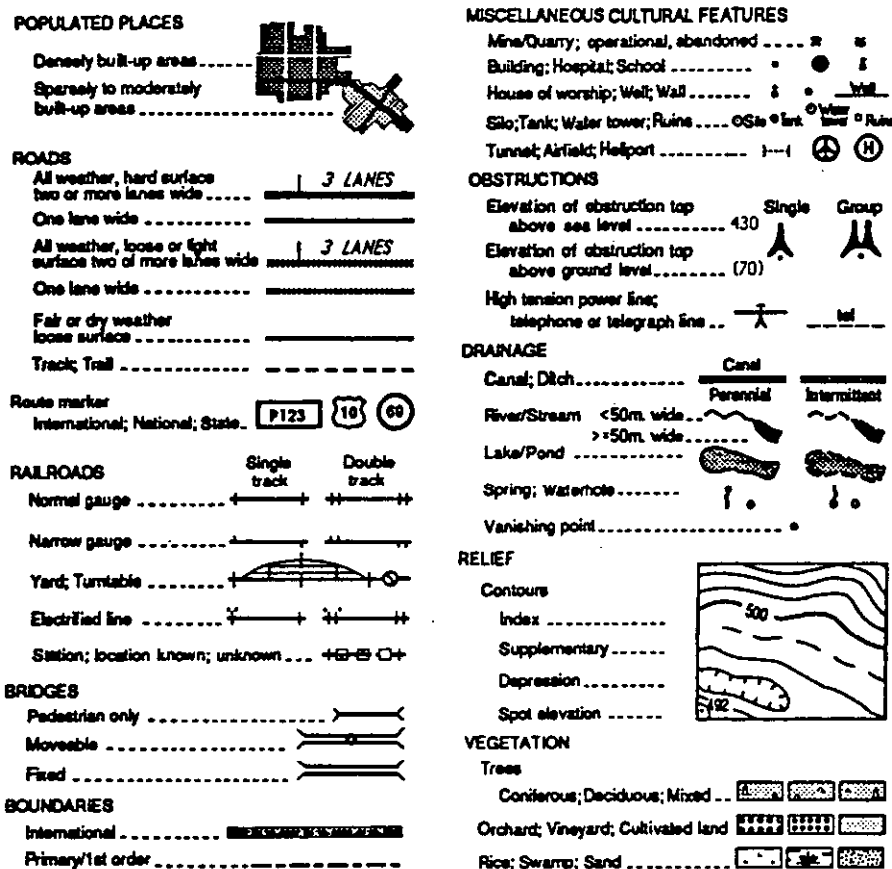 POPULATED PLACES
Densely built-up areas
Sparsely to moderately
built-up areas
ROADS
All weather, hard surface
two or more lanes wide
3 LANES
One lane wide
All weather, loose or light
surface two of more lanes wide
3 LANES
One lane wide
Fair or dry weather
loose surface
Track; Trail
Route marker
International; National; State
P123
10
69
RAILROADS
Single
track
Double
track
Normal gauge
Narrow gauge
Yard; Turntable
Electrified line
Station; location known; unknown
BRIDGES
Pedestrian only
Moveable
Fixed
BOUNDARIES
International
Primary/1st order
MISCELLANEOUS CULTURAL FEATURES
Mine/Quarry; operational, abandoned
Building; Hospital; School
House of worship; Well; Wall
Wall
Silo; Tank; Water tower; Ruins
Silo
Tank
Water
tower
Ruins
Tunnel; Airfield; Heliport
H
OBSTRUCTIONS
Elevation of obstruction top
above sea level
430
Single
Group
Elevation of obstruction top
above ground level
(70)
High tension power line;
telephone or telegraph line
tel
DRAINAGE
Canal; Ditch
Canal
Perennial
Intermittent
River/Stream <50m. wide
>=50m. wide
Lake/Pond
Spring; Waterhole
Vanishing point
RELIEF
Contours
Index
500
Supplementary
Depression
Spot elevation
492
VEGETATION
Trees
Coniferous; Deciduous; Mixed
Orchard; Vineyard; Cultivated land
Rice; Swamp; Sand